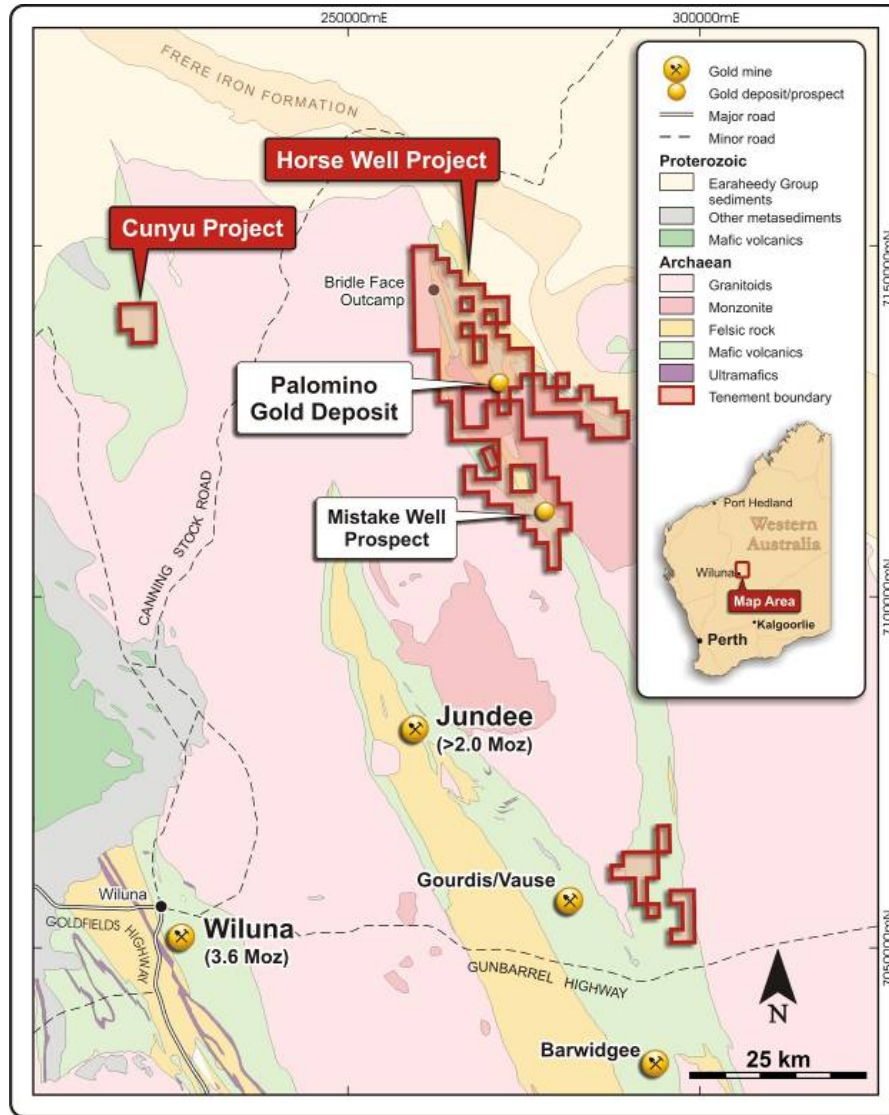 250000mE
300000mE
FRERE IRON FORMATION
Horse Well Project
Cunyu Project
Bridle Face
Outcamp
7150000mN
Palomino
Gold Deposit
Mistake Well
Prospect
CANNING STOCK ROAD
7100000mN
Jundee
(>2.0 Moz)
Gourdis/Vause
Wiluna
Wiluna
(3.6 Moz)
GOLDFIELDS HIGHWAY
GUNBARREL HIGHWAY
7050000mN
Barwidgee
N
25 km
Gold mine
Gold deposit/prospect
Major road
Minor road
Proterozoic
Earaheedy Group
sediments
Other metasediments
Mafic volcanics
Archaean
Granitoids
Monzonite
Felsic rock
Mafic volcanics
Ultramafics
Tenement boundary
Port Hedland
Western
Australia
Wiluna
Map Area
Kalgoorlie
Perth